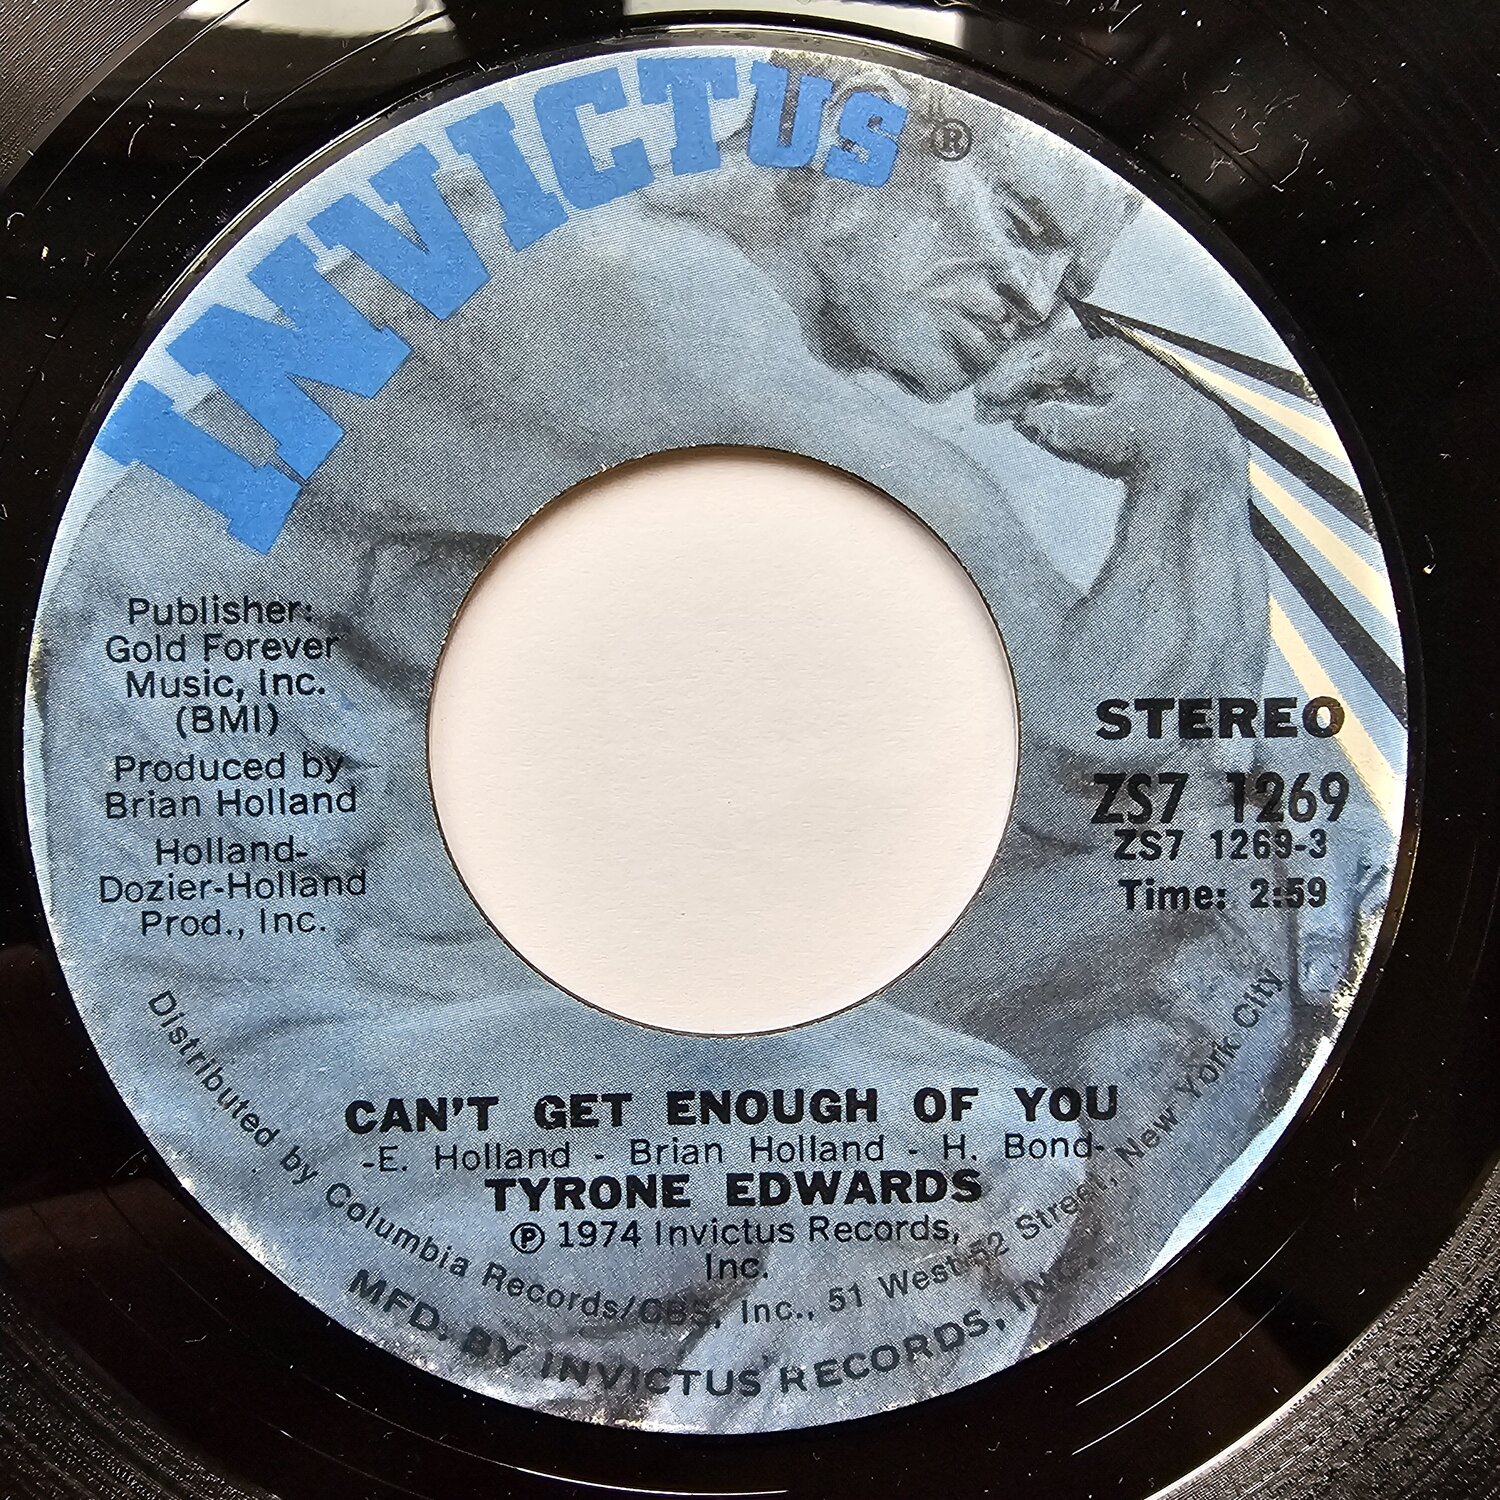 INVICTUS®
Publisher:
Gold Forever
Music, Inc.
(BMI)
Produced by
Brian Holland
Holland-
Dozier-Holland
Prod., Inc.
STEREO
ZS7 1269
ZS7 1269-3
Time: 2:59
CAN'T GET ENOUGH OF YOU
-E. Holland - Brian Holland - H. Bond-
TYRONE EDWARDS
Ⓟ 1974 Invictus Records,
Inc.
Distributed by Columbia Records/CBS, Inc., 51 West 52 Street, New York City
MFD. BY INVICTUS RECORDS, INC.